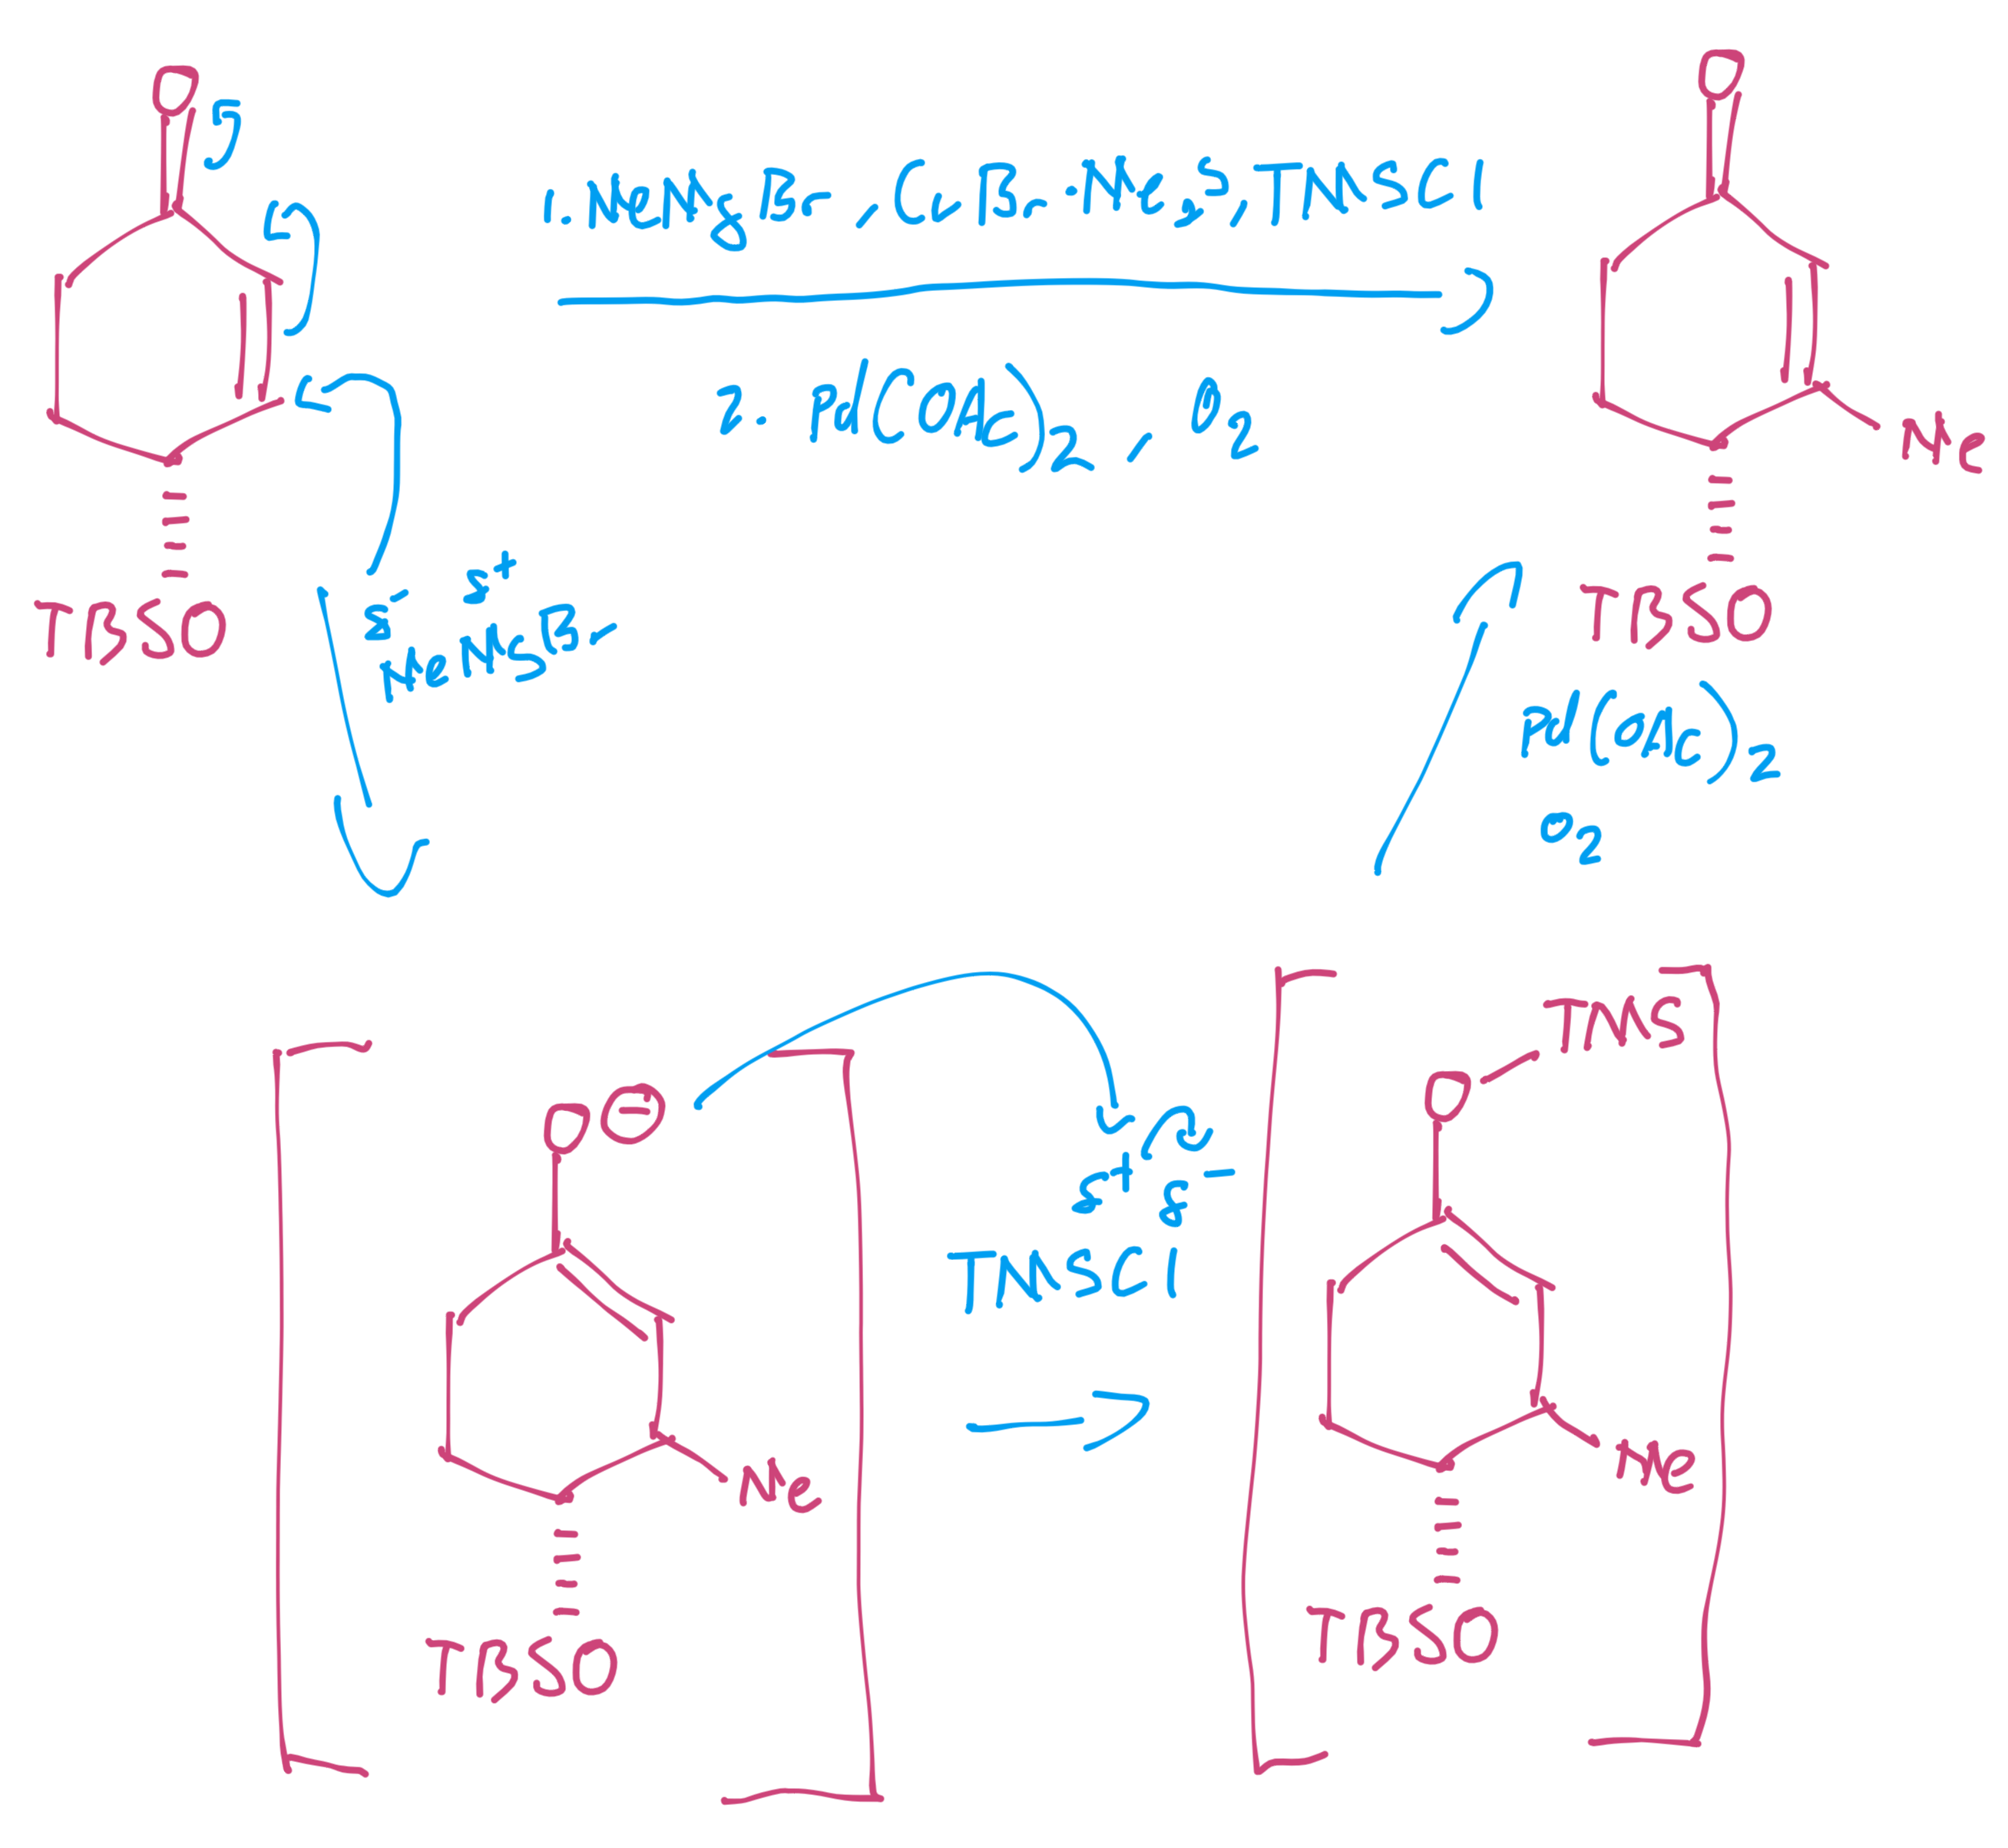 O
O
1. MeMgBr, CuBr·Me2S, TMSCl
2. Pd(OAc)2, O2
Me
TBSO
δ- δ+
MeMgBr
TBSO
Pd(OAc)2
O2
TMS
O ⊖
O
δ+ δ-
TMSCl
Me
Me
TBSO
TBSO